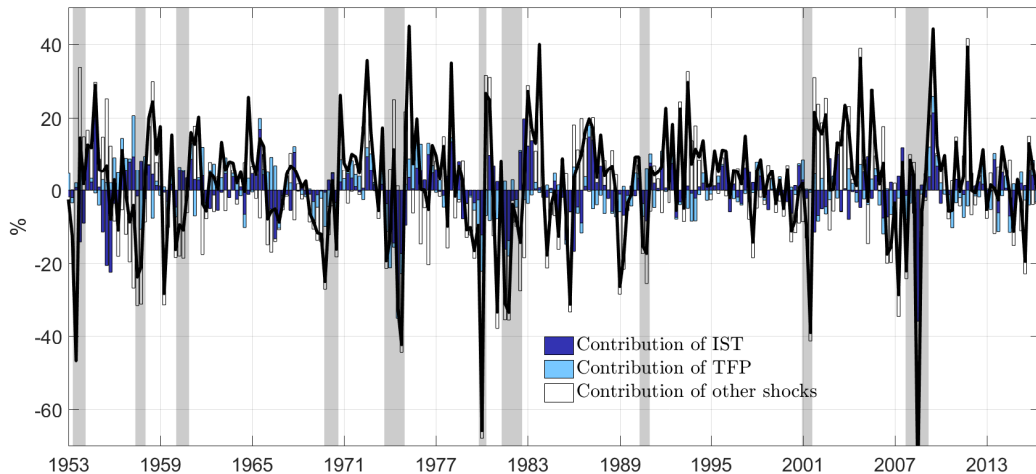 40
20
0
-20
-40
-60
%
Contribution of IST
Contribution of TFP
Contribution of other shocks
1953 1959 1965 1971 1977 1983 1989 1995 2001 2007 2013